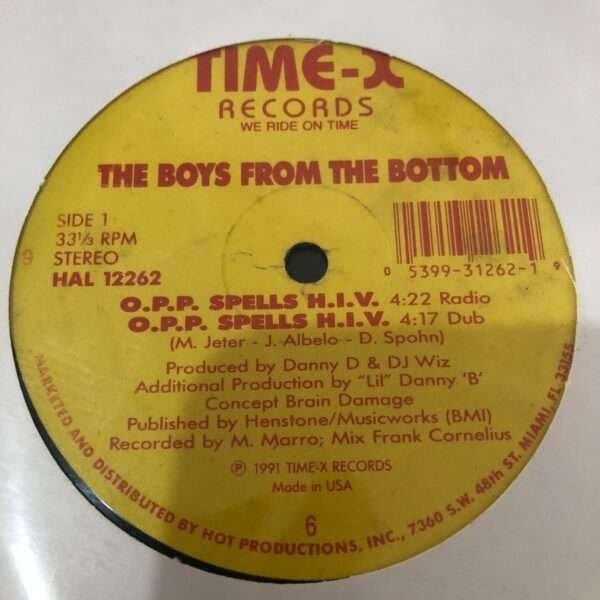 TIME-X
RECORDS
WE RIDE ON TIME
THE BOYS FROM THE BOTTOM
SIDE 1
33⅓ RPM
STEREO
HAL 12262
9
0 5399-31262-1 9
O.P.P. SPELLS H.I.V. 4:22 Radio
O.P.P. SPELLS H.I.V. 4:17 Dub
(M. Jeter - J. Albelo - D. Spohn)
Produced by Danny D & DJ Wiz
Additional Production by "Lil" Danny 'B'
Concept Brain Damage
Published by Henstone/Musicworks (BMI)
Recorded by M. Marro; Mix Frank Cornelius
℗ 1991 TIME-X RECORDS
Made in USA
6
MARKETED AND DISTRIBUTED BY HOT PRODUCTIONS, INC., 7360 S.W. 48th ST. MIAMI, FL 33155